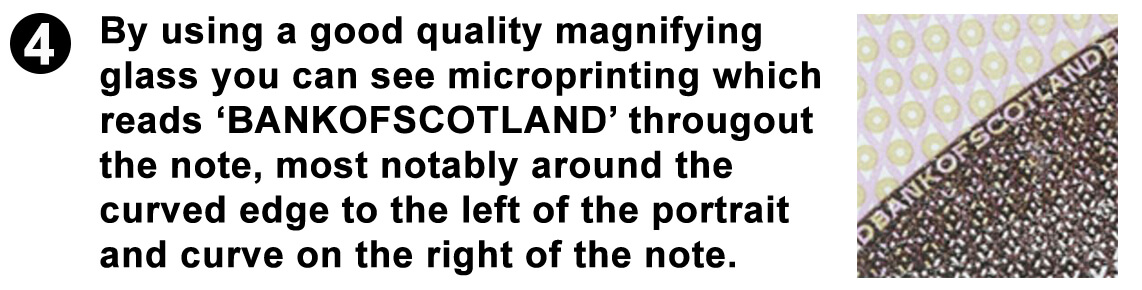 4
By using a good quality magnifying
glass you can see microprinting which
reads ‘BANKOFSCOTLAND’ througout
the note, most notably around the
curved edge to the left of the portrait
and curve on the right of the note.
DBANKOFSCOTLANDB